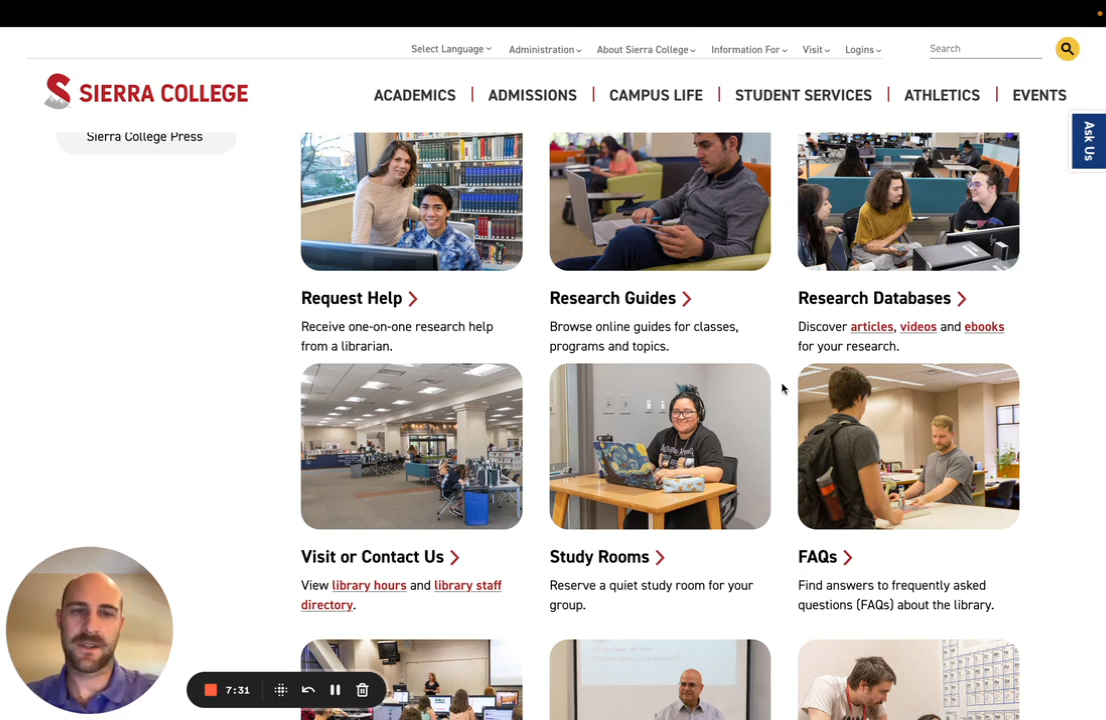 Select Language
Administration
About Sierra College
Information For
Visit
Logins
Search
SIERRA COLLEGE
ACADEMICS
ADMISSIONS
CAMPUS LIFE
STUDENT SERVICES
ATHLETICS
EVENTS
Ask Us
Sierra College Press
Request Help
Receive one-on-one research help
from a librarian.
Research Guides
Browse online guides for classes,
programs and topics.
Research Databases
Discover articles, videos and ebooks
for your research.
Visit or Contact Us
View library hours and library staff
directory.
Study Rooms
Reserve a quiet study room for your
group.
FAQs
Find answers to frequently asked
questions (FAQs) about the library.
7:31